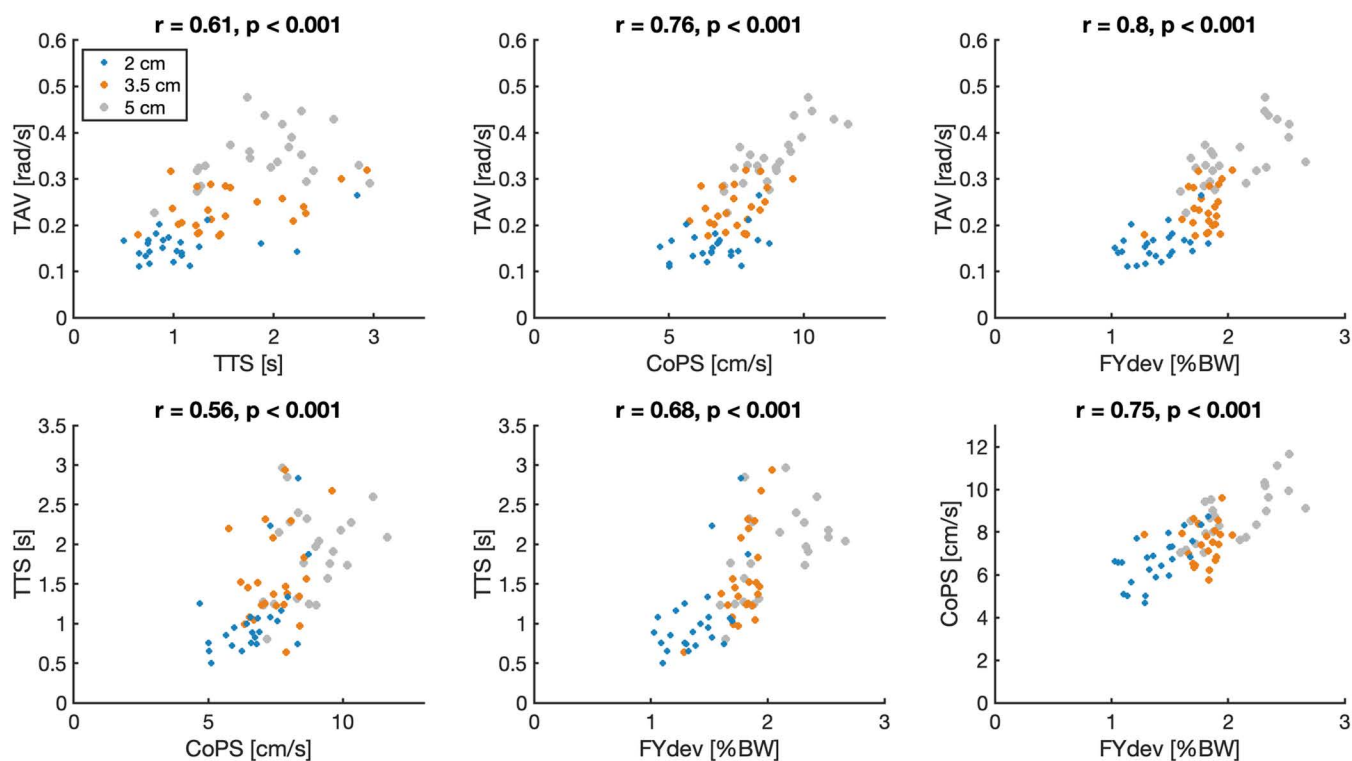 r = 0.61, p < 0.001
0.6
0.5
0.4
0.3
0.2
0.1
0
TAV [rad/s]
2 cm
3.5 cm
5 cm
0 1 2 3
TTS [s]
r = 0.76, p < 0.001
0.6
0.5
0.4
0.3
0.2
0.1
0
TAV [rad/s]
0 5 10
CoPS [cm/s]
r = 0.8, p < 0.001
0.6
0.5
0.4
0.3
0.2
0.1
0
TAV [rad/s]
0 1 2 3
FYdev [%BW]
r = 0.56, p < 0.001
3.5
3
2.5
2
1.5
1
0.5
0
TTS [s]
0 5 10
CoPS [cm/s]
r = 0.68, p < 0.001
3.5
3
2.5
2
1.5
1
0.5
0
TTS [s]
0 1 2 3
FYdev [%BW]
r = 0.75, p < 0.001
12
10
8
6
4
2
0
CoPS [cm/s]
0 1 2 3
FYdev [%BW]